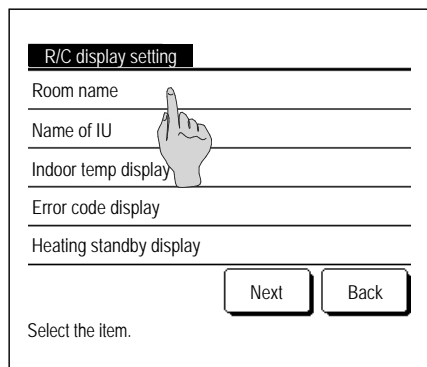 R/C display setting
Room name
Name of IU
Indoor temp display
Error code display
Heating standby display
Next Back
Select the item.